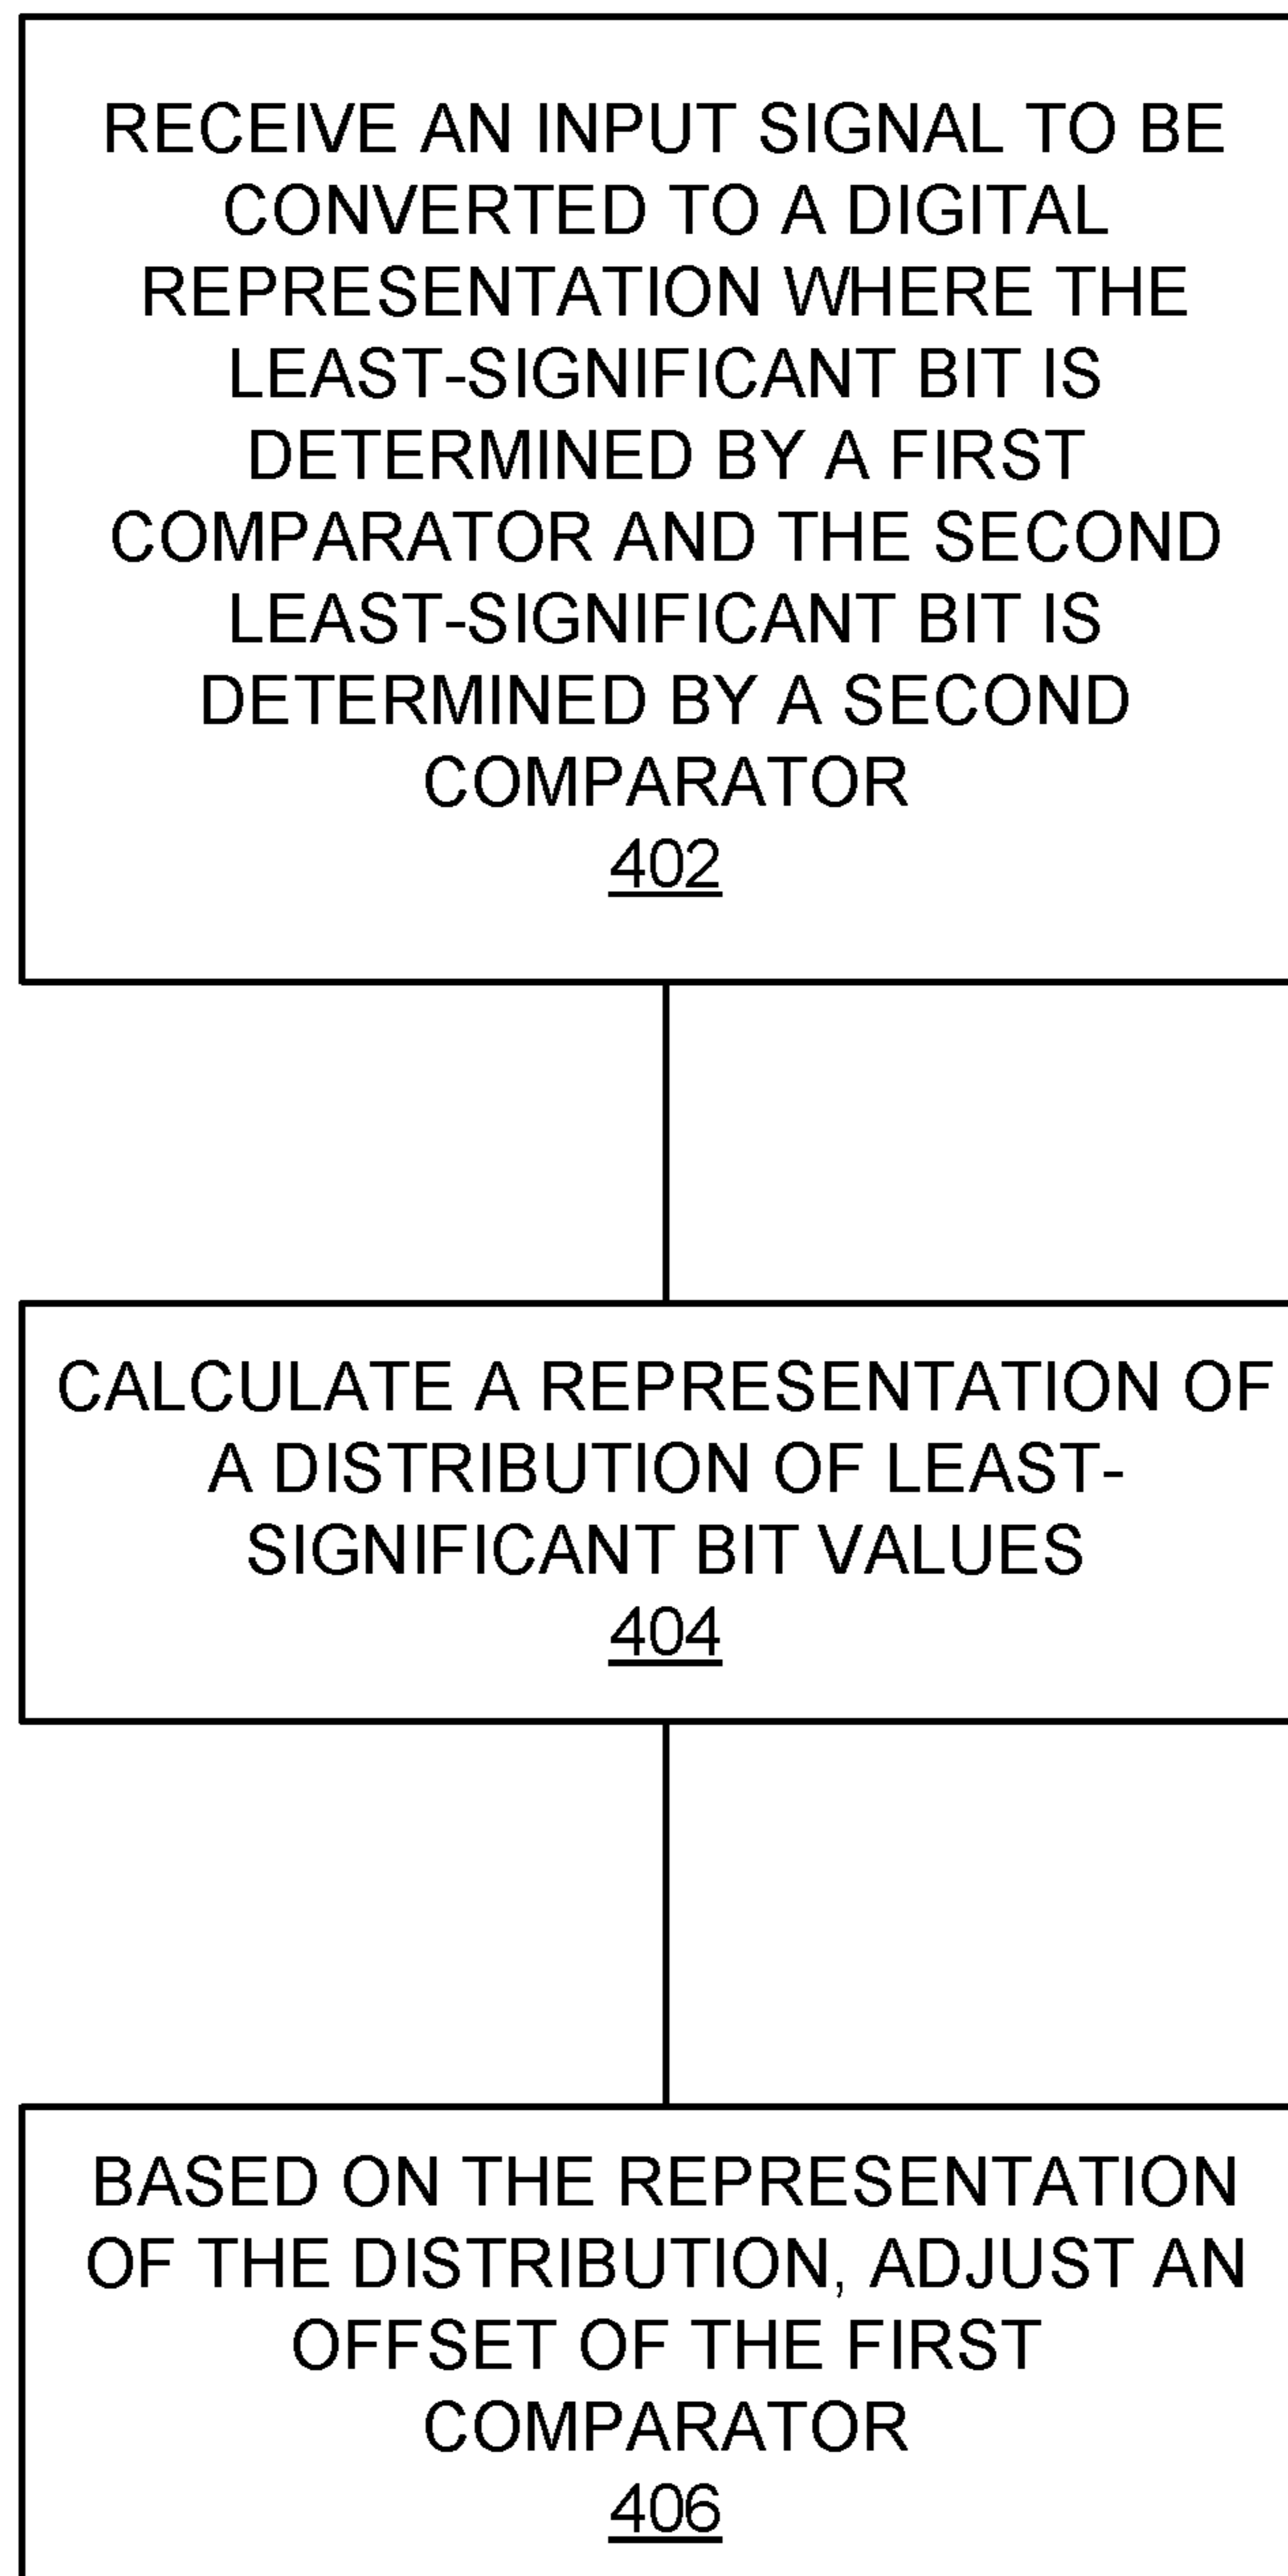 RECEIVE AN INPUT SIGNAL TO BE
CONVERTED TO A DIGITAL
REPRESENTATION WHERE THE
LEAST-SIGNIFICANT BIT IS
DETERMINED BY A FIRST
COMPARATOR AND THE SECOND
LEAST-SIGNIFICANT BIT IS
DETERMINED BY A SECOND
COMPARATOR
402
CALCULATE A REPRESENTATION OF
A DISTRIBUTION OF LEAST-
SIGNIFICANT BIT VALUES
404
BASED ON THE REPRESENTATION
OF THE DISTRIBUTION, ADJUST AN
OFFSET OF THE FIRST
COMPARATOR
406